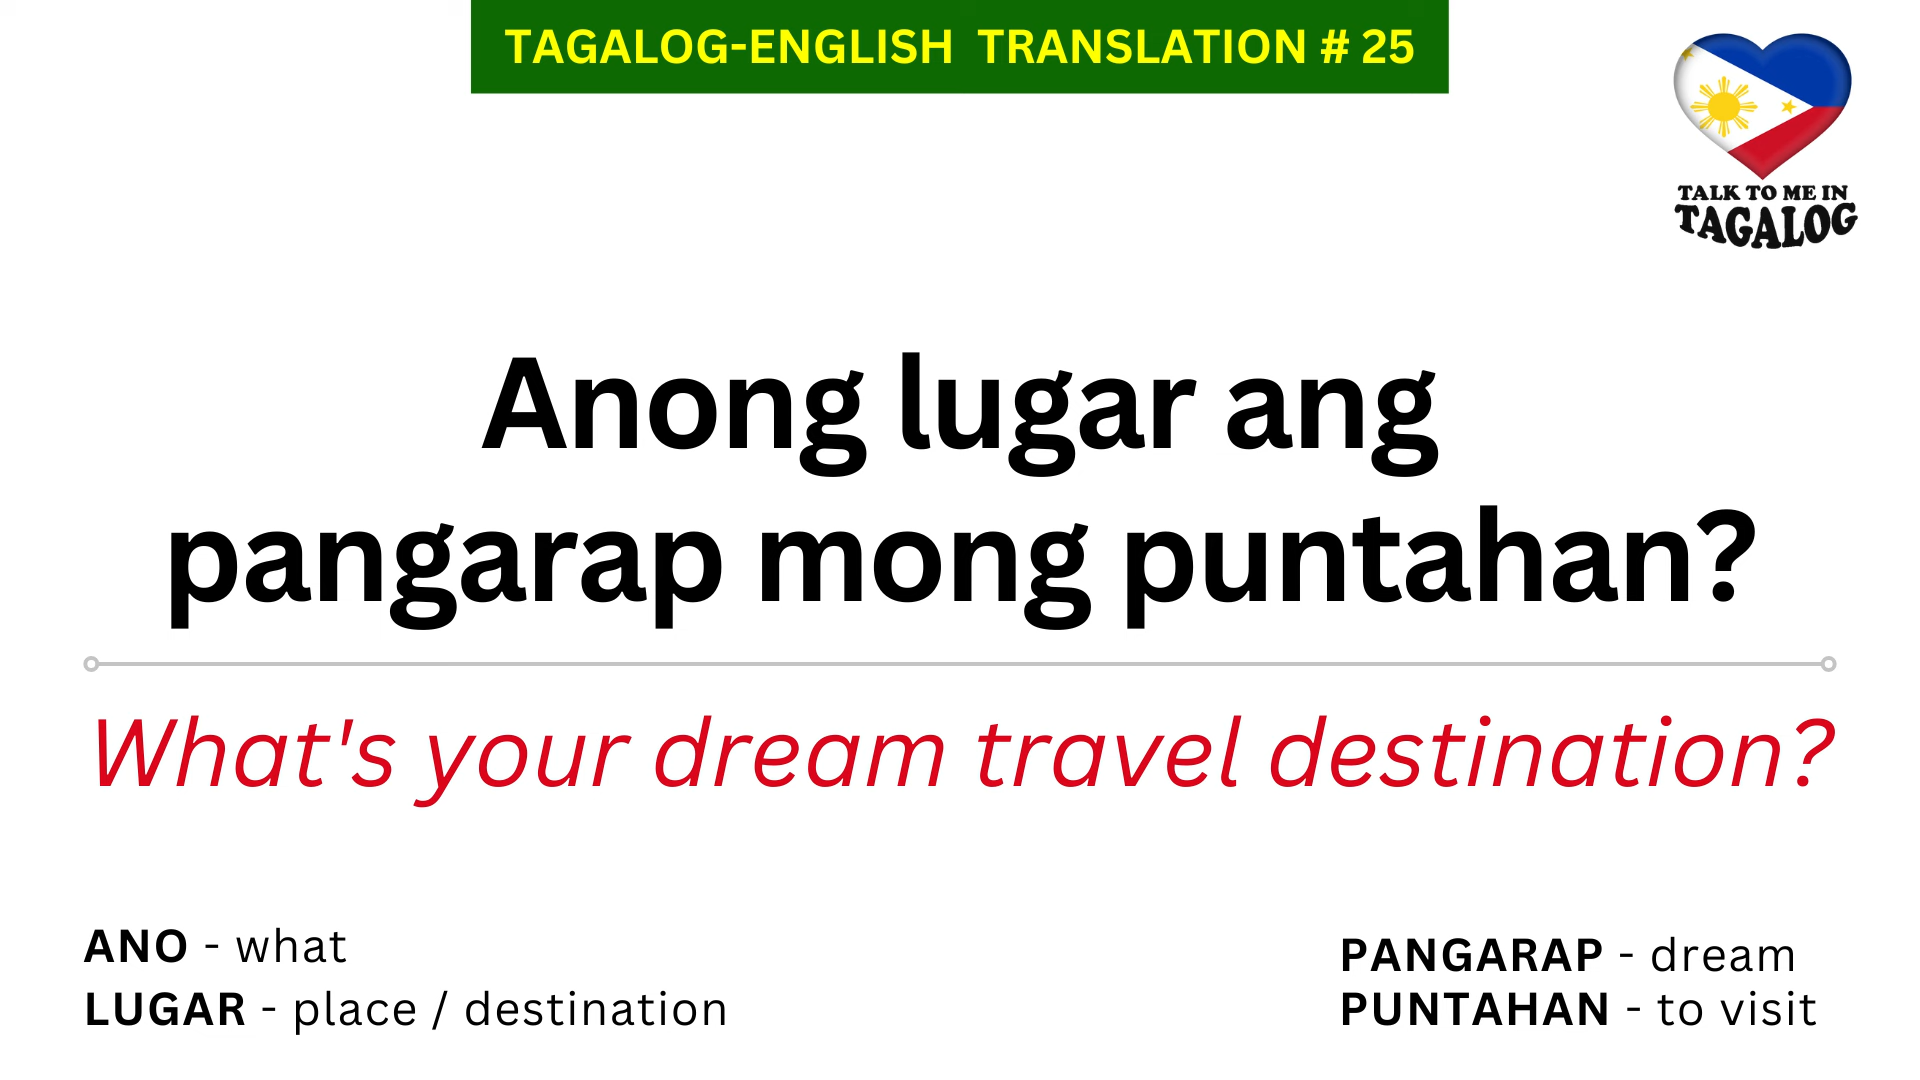 TAGALOG-ENGLISH TRANSLATION # 25
TALK TO ME IN
TAGALOG
Anong lugar ang
pangarap mong puntahan?
What's your dream travel destination?
ANO - what
LUGAR - place / destination
PANGARAP - dream
PUNTAHAN - to visit